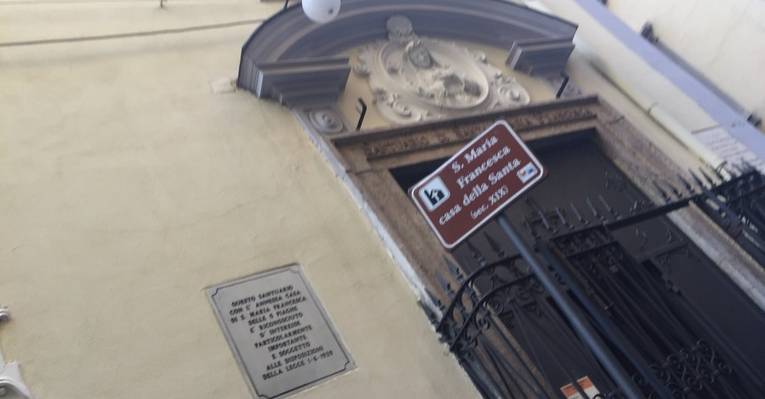 S. Maria
Francesca
casa della Santa
(sec. XIX)
QUESTO SANTUARIO
CON L' ANNESSA CASA
DI S. MARIA FRANCESCA
DELLE 5 PIAGHE
E' RICONOSCIUTO
D' INTERESSE
PARTICOLARMENTE
IMPORTANTE
E SOGGETTO
ALLE DISPOSIZIONI
DELLA LEGGE 1-6-1939